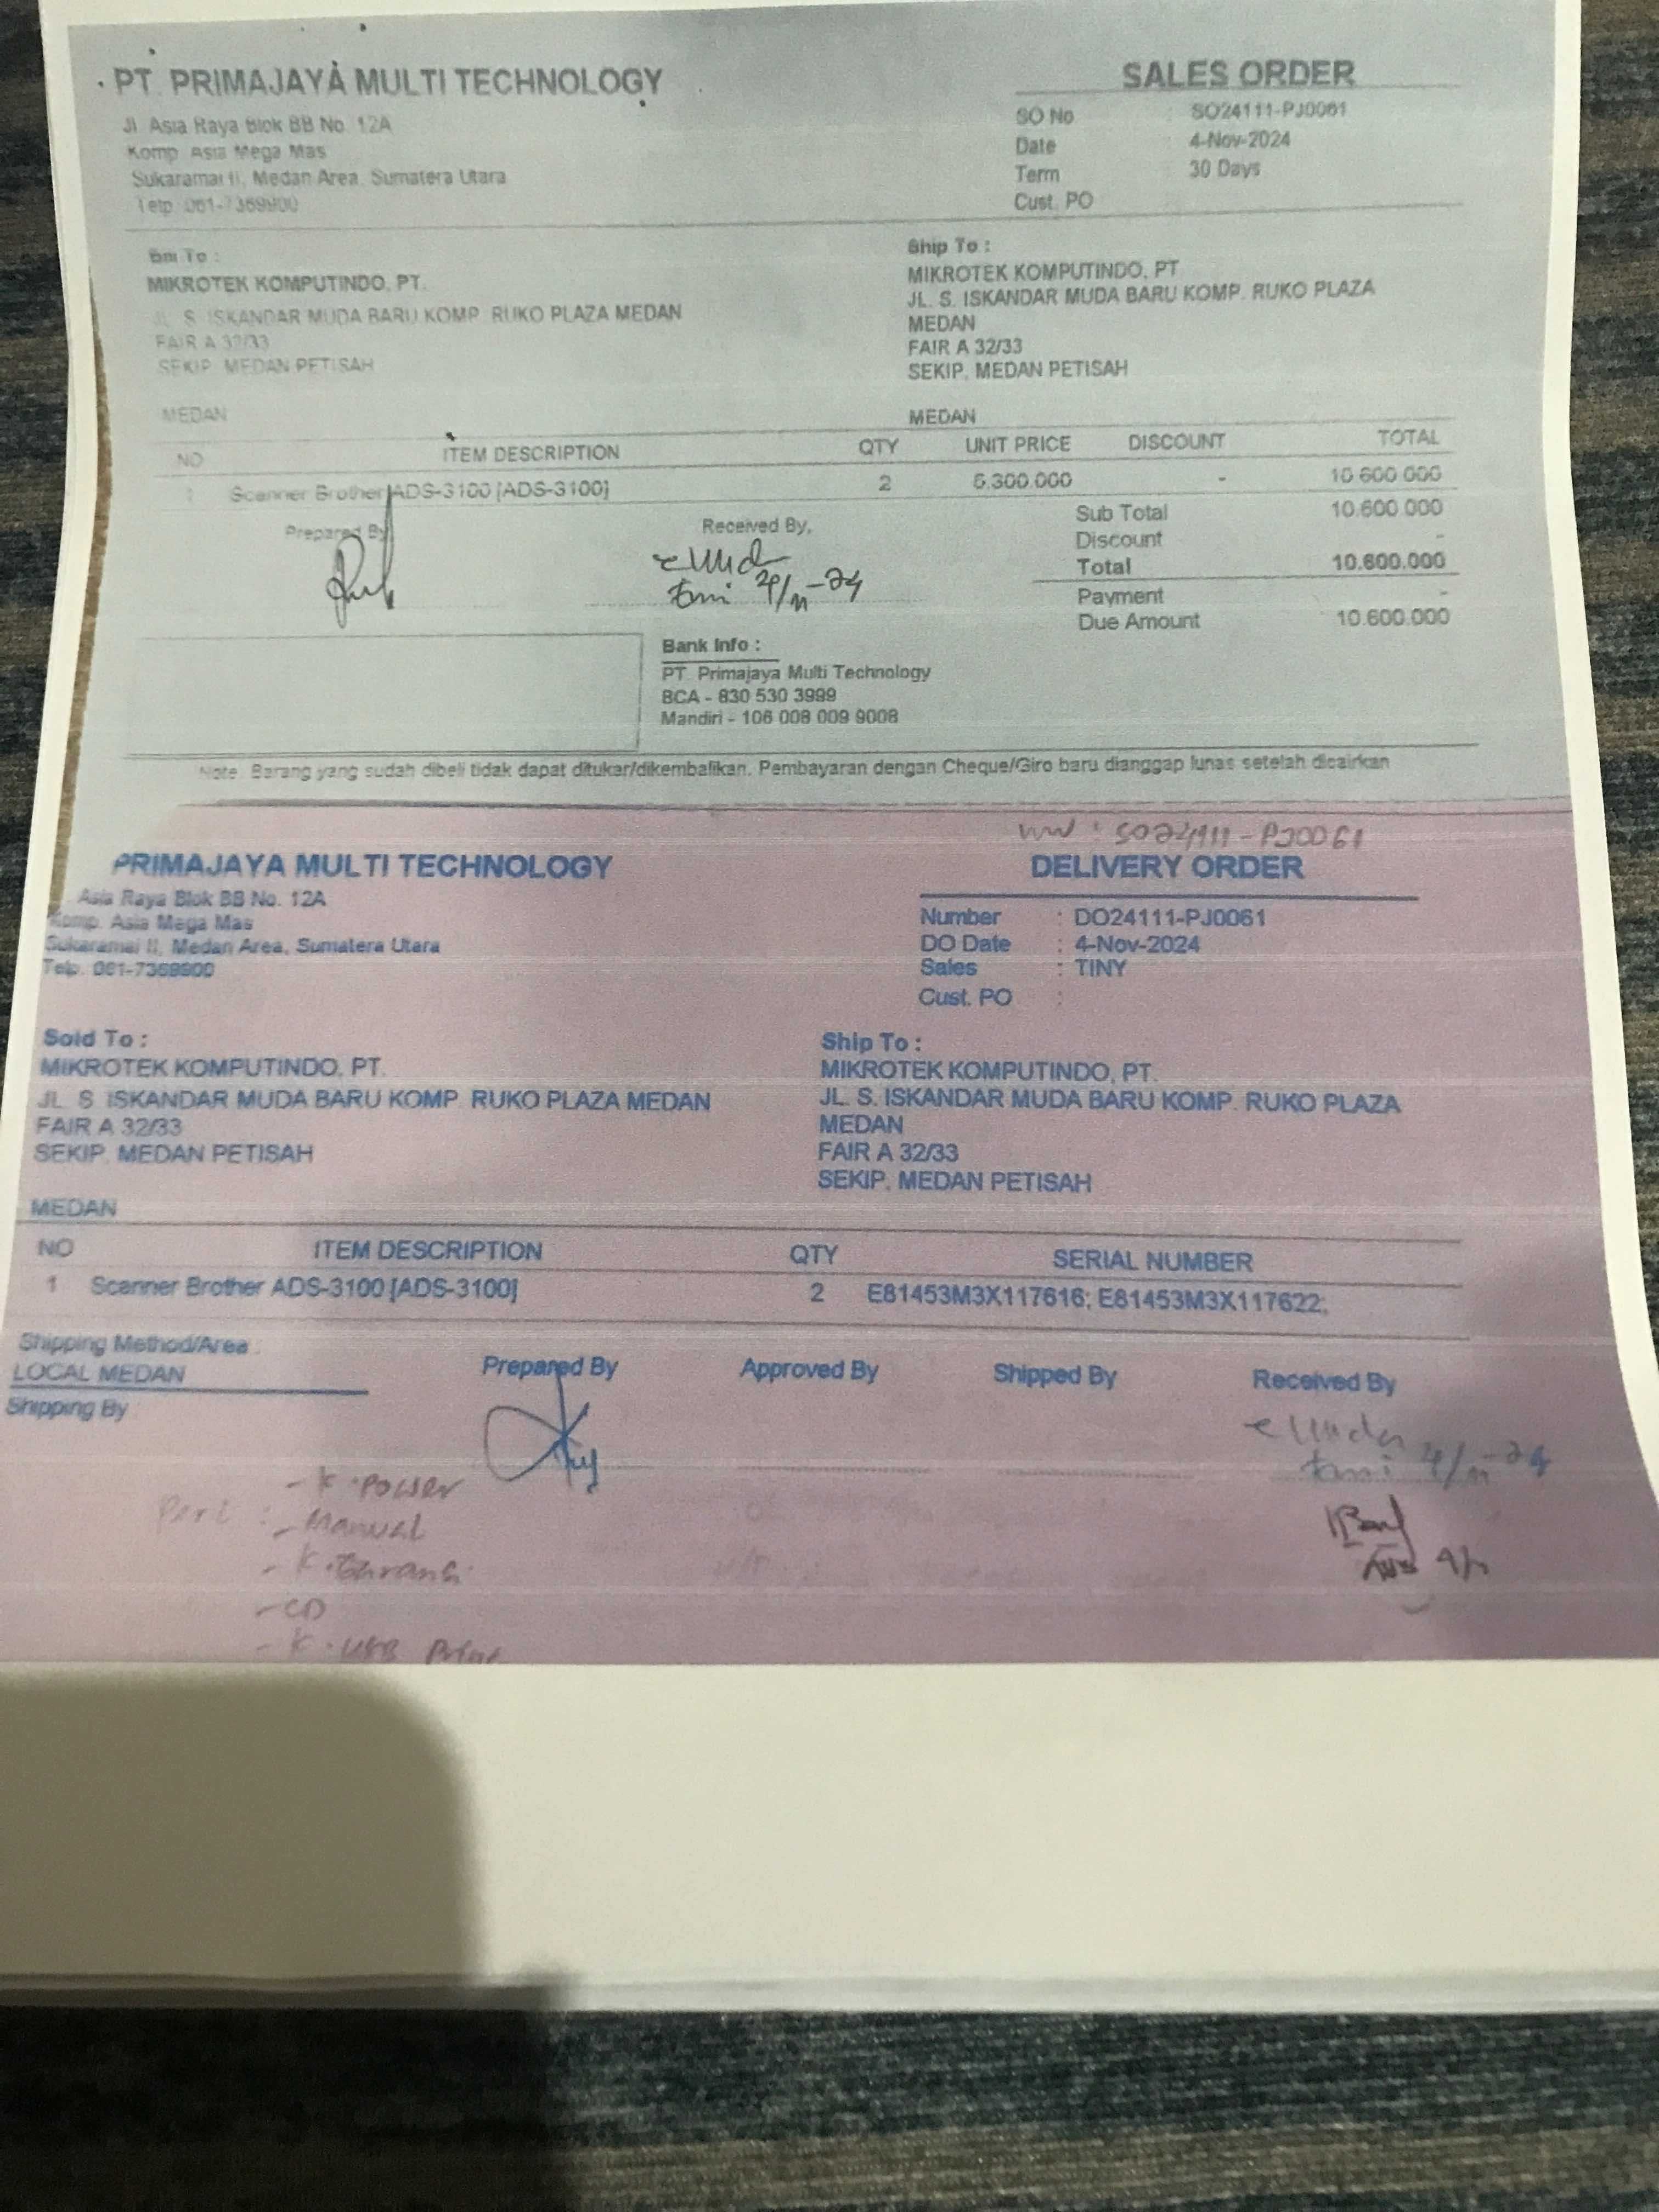 PT. PRIMAJAYA MULTI TECHNOLOGY
Jl. Asia Raya Blok BB No. 12A
Komp. Asia Mega Mas
Sukaramai II, Medan Area, Sumatera Utara
Telp. 061-7369900
SALES ORDER
SO No : SO24111-PJ0061
Date : 4-Nov-2024
Term : 30 Days
Cust. PO
Bill To :
MIKROTEK KOMPUTINDO, PT.
JL. S. ISKANDAR MUDA BARU KOMP. RUKO PLAZA MEDAN
FAIR A 32/33
SEKIP, MEDAN PETISAH
MEDAN
Ship To :
MIKROTEK KOMPUTINDO, PT
JL. S. ISKANDAR MUDA BARU KOMP. RUKO PLAZA
MEDAN
FAIR A 32/33
SEKIP, MEDAN PETISAH
MEDAN
NO ITEM DESCRIPTION QTY UNIT PRICE DISCOUNT TOTAL
1 Scanner Brother ADS-3100 [ADS-3100] 2 5.300.000 - 10.600.000
Prepared By
Received By,
4/11-24
Sub Total 10.600.000
Discount -
Total 10.600.000
Payment -
Due Amount 10.600.000
Bank Info :
PT. Primajaya Multi Technology
BCA - 830 530 3999
Mandiri - 106 008 009 9008
Note. Barang yang sudah dibeli tidak dapat ditukar/dikembalikan. Pembayaran dengan Cheque/Giro baru dianggap lunas setelah dicairkan
SO24111-PJ0061
PRIMAJAYA MULTI TECHNOLOGY
Asia Raya Blok BB No. 12A
Komp. Asia Mega Mas
Sukaramai II, Medan Area, Sumatera Utara
Telp. 061-7369900
DELIVERY ORDER
Number : DO24111-PJ0061
DO Date : 4-Nov-2024
Sales : TINY
Cust. PO :
Sold To :
MIKROTEK KOMPUTINDO, PT.
JL. S. ISKANDAR MUDA BARU KOMP. RUKO PLAZA MEDAN
FAIR A 32/33
SEKIP, MEDAN PETISAH
MEDAN
Ship To :
MIKROTEK KOMPUTINDO, PT.
JL. S. ISKANDAR MUDA BARU KOMP. RUKO PLAZA
MEDAN
FAIR A 32/33
SEKIP, MEDAN PETISAH
NO ITEM DESCRIPTION QTY SERIAL NUMBER
1 Scanner Brother ADS-3100 [ADS-3100] 2 E81453M3X117616; E81453M3X117622;
Shipping Method/Area :
LOCAL MEDAN
Shipping By
Prepared By
Approved By
Shipped By
Received By
4/11-24
4/11
- K. Power
- Manual
- K. Garansi
- CD
- K. USB